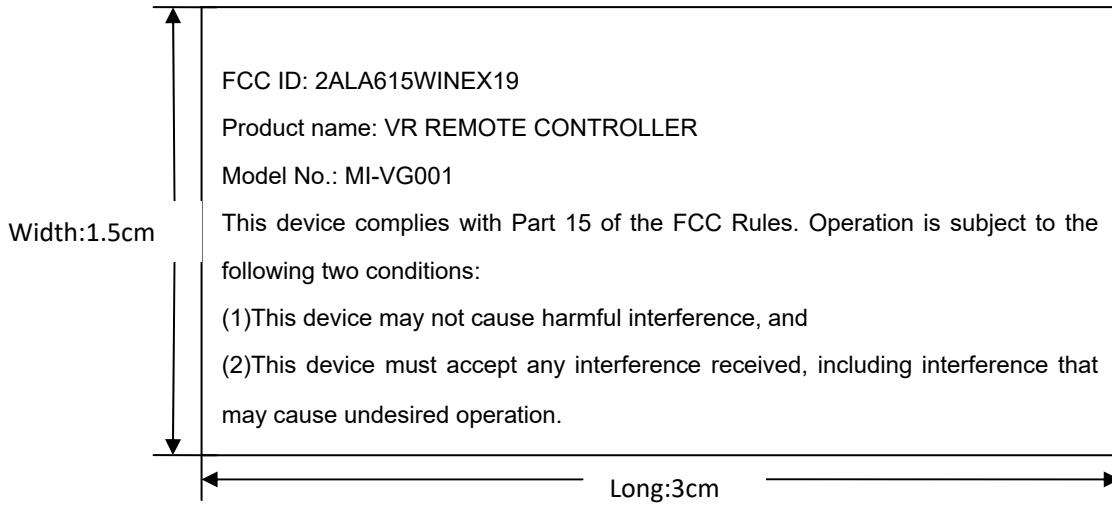 FCC ID: 2ALA615WINEX19
Product name: VR REMOTE CONTROLLER
Model No.: MI-VG001
Width:1.5cm
This device complies with Part 15 of the FCC Rules. Operation is subject to the
following two conditions:
(1)This device may not cause harmful interference, and
(2)This device must accept any interference received, including interference that
may cause undesired operation.
Long:3cm